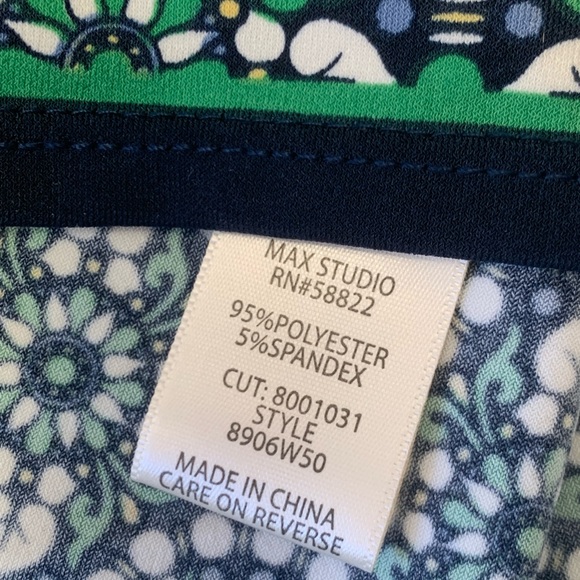 MAX STUDIO
RN#58822
95%POLYESTER
5%SPANDEX
CUT: 8001031
STYLE
8906W50
MADE IN CHINA
CARE ON REVERSE